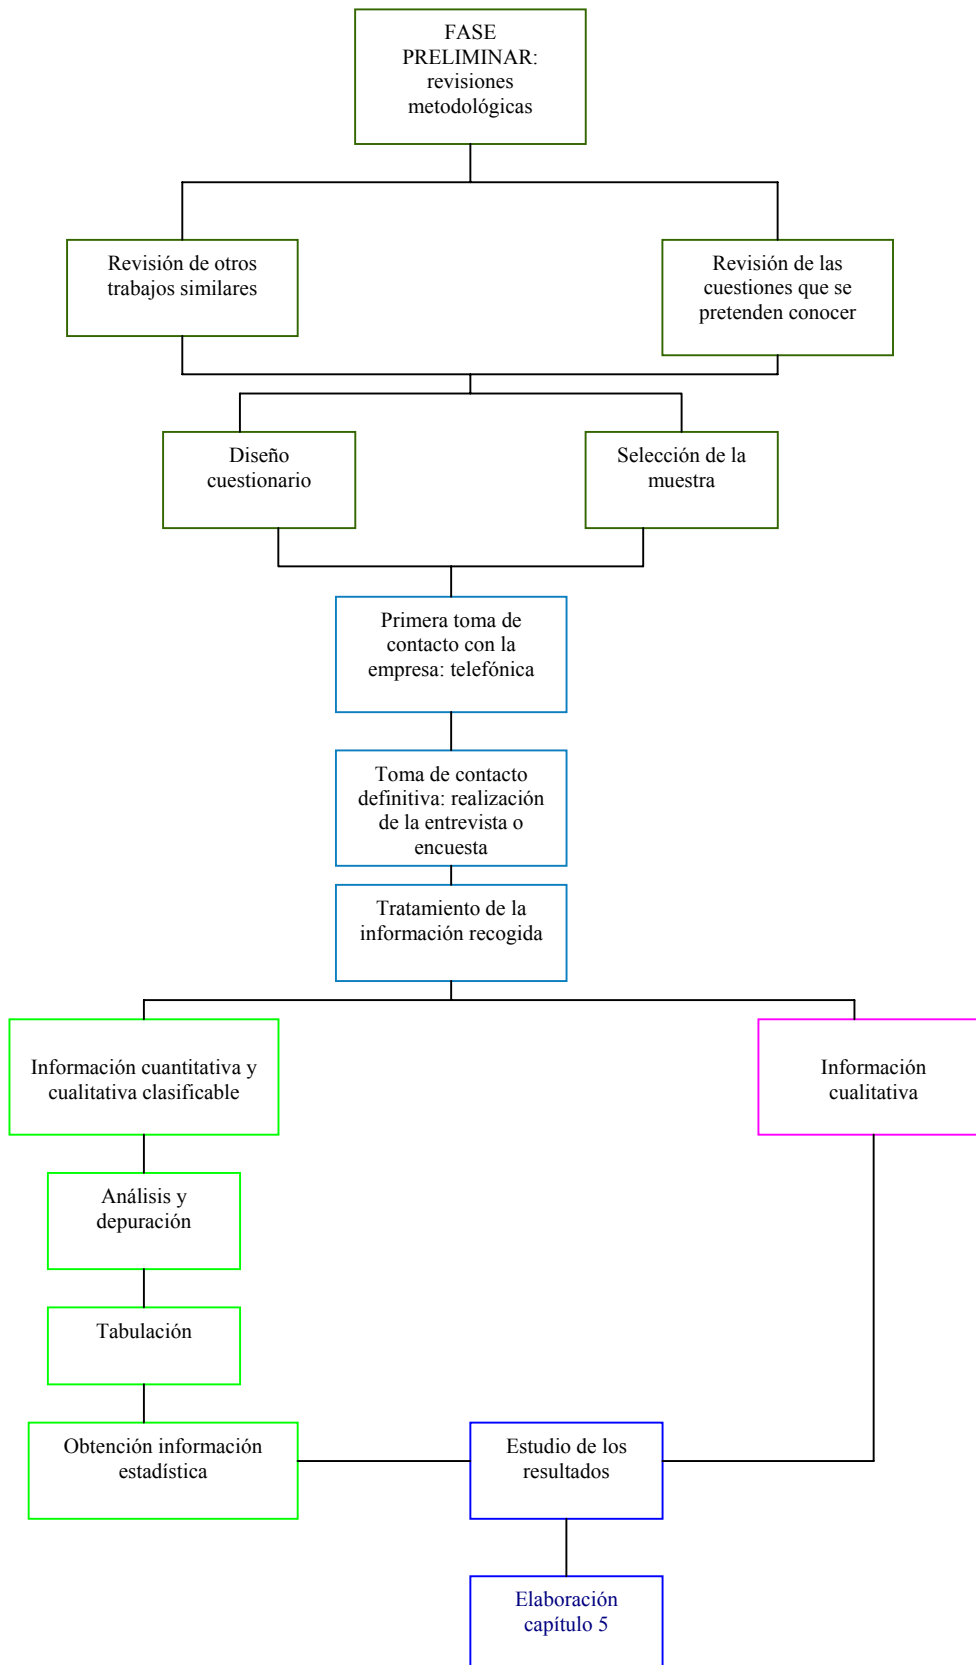 FASE
PRELIMINAR:
revisiones
metodológicas
Revisión de otros
trabajos similares
Revisión de las
cuestiones que se
pretenden conocer
Diseño
cuestionario
Selección de la
muestra
Primera toma de
contacto con la
empresa: telefónica
Toma de contacto
definitiva: realización
de la entrevista o
encuesta
Tratamiento de la
información recogida
Información cuantitativa y
cualitativa clasificable
Información
cualitativa
Análisis y
depuración
Tabulación
Obtención información
estadística
Estudio de los
resultados
Elaboración
capítulo 5